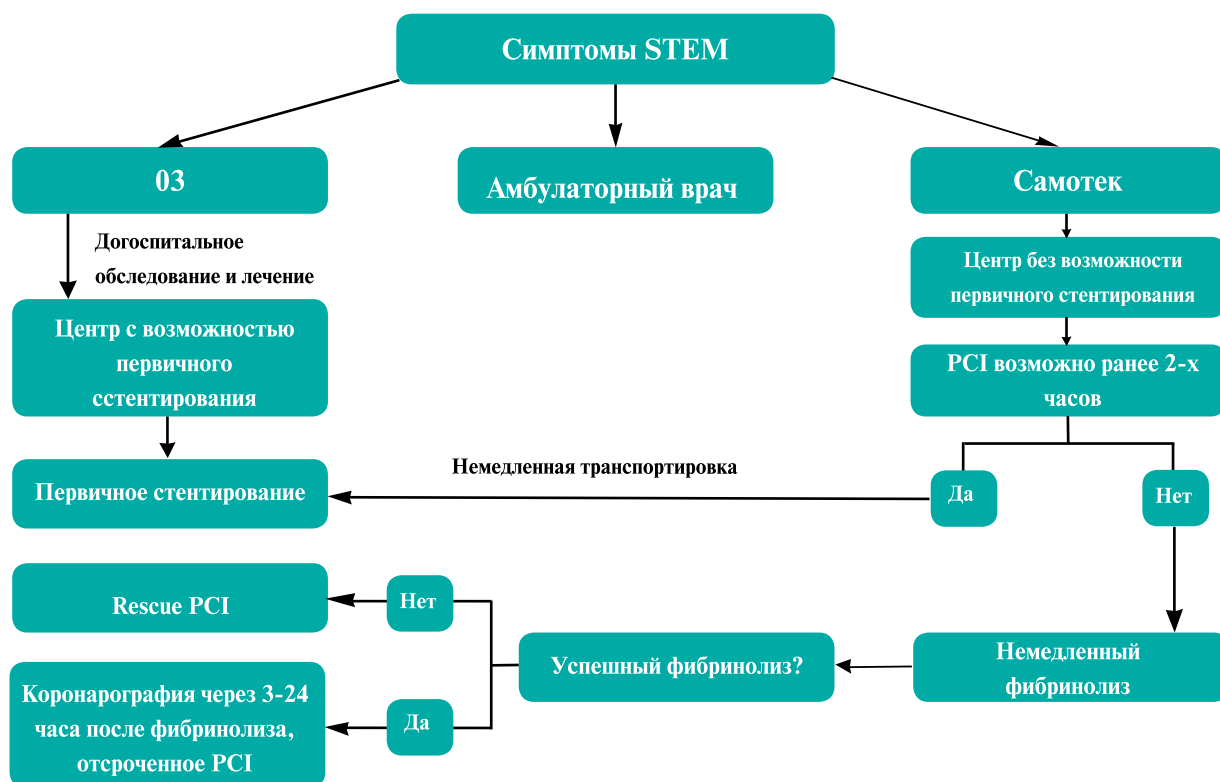 Симптомы STEM
03
Амбулаторный врач
Самотек
Догоспитальное
обследование и лечение
Центр без возможности
первичного стентирования
Центр с возможностью
первичного
сстентирования
PCI возможно ранее 2-х
часов
Немедленная транспортировка
Первичное стентирование
Да
Нет
Rescue PCI
Нет
Успешный фибринолиз?
Немедленный
фибринолиз
Коронарография через 3-24
часа после фибринолиза,
отсроченное PCI
Да